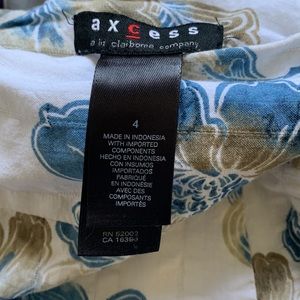 axcess
a liz claiborne company
4
MADE IN INDONESIA
WITH IMPORTED
COMPONENTS
HECHO EN INDONESIA
CON INSUMOS
IMPORTADOS
FABRIQUÉ
EN INDONÉSIE
AVEC DES
COMPOSANTS
IMPORTÉS
RN 52002
CA